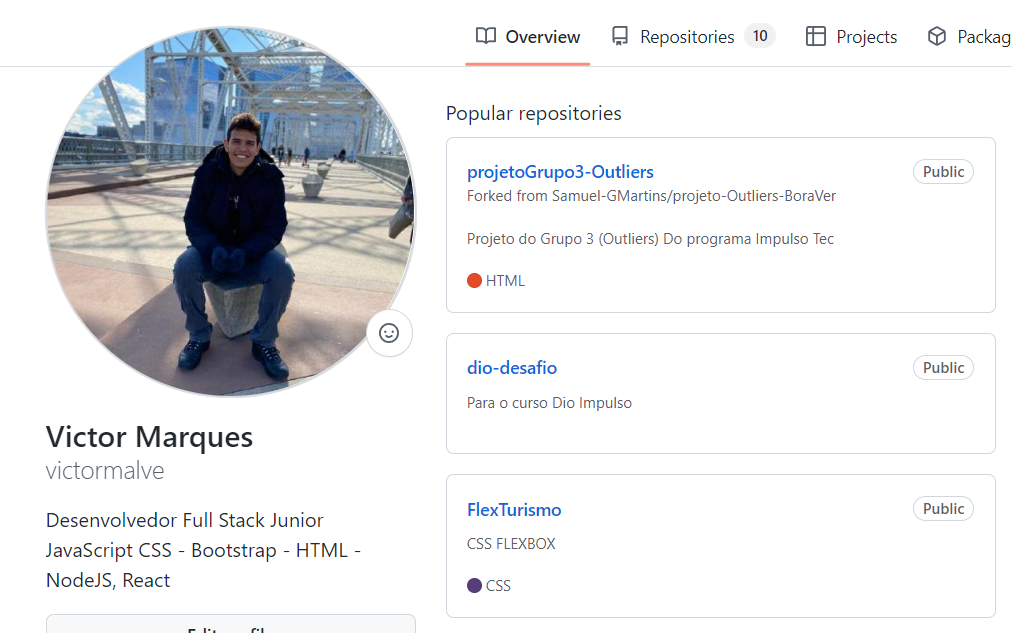 Overview
Repositories 10
Projects
Packag
Popular repositories
projetoGrupo3-Outliers
Public
Forked from Samuel-GMartins/projeto-Outliers-BoraVer
Projeto do Grupo 3 (Outliers) Do programa Impulso Tec
HTML
dio-desafio
Public
Para o curso Dio Impulso
FlexTurismo
Public
CSS FLEXBOX
CSS
Victor Marques
victormalve
Desenvolvedor Full Stack Junior
JavaScript CSS - Bootstrap - HTML -
NodeJS, React